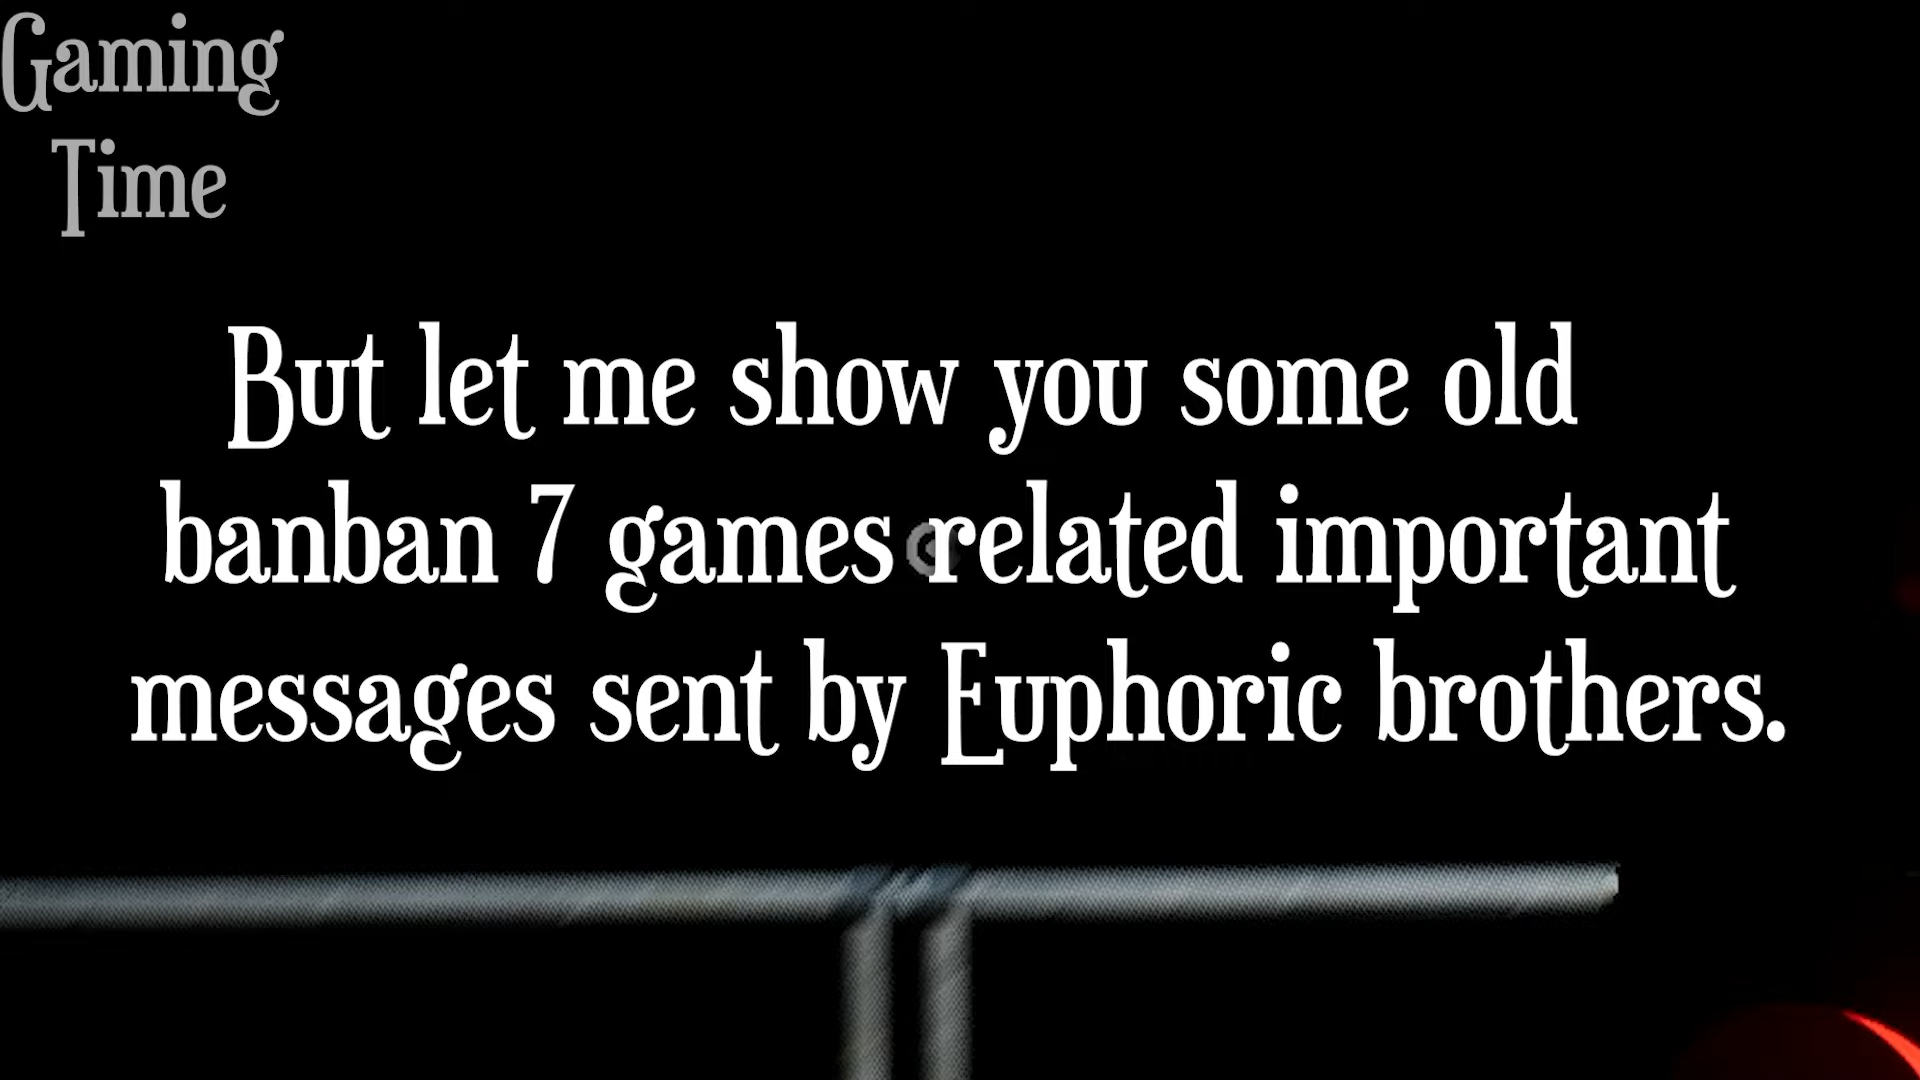 Gaming
Time
But let me show you some old
banban 7 games related important
messages sent by Euphoric brothers.